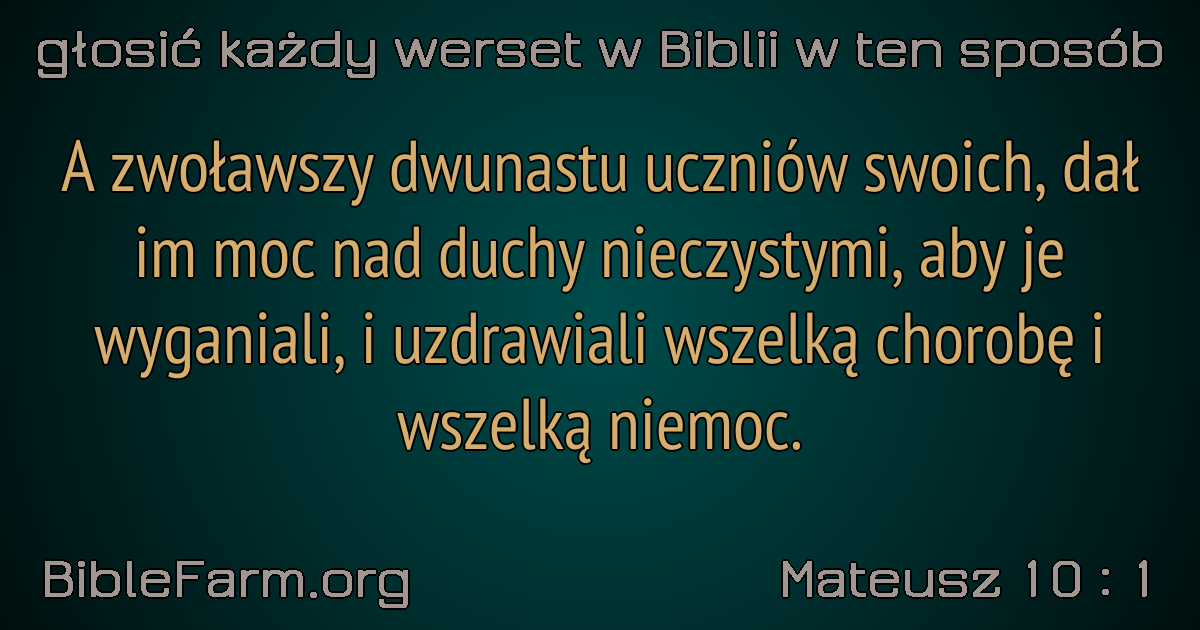 głosić każdy werset w Biblii w ten sposób
A zwoławszy dwunastu uczniów swoich, dał
im moc nad duchy nieczystymi, aby je
wyganiali, i uzdrawiali wszelką chorobę i
wszelką niemoc.
BibleFarm.org
Mateusz 10 : 1